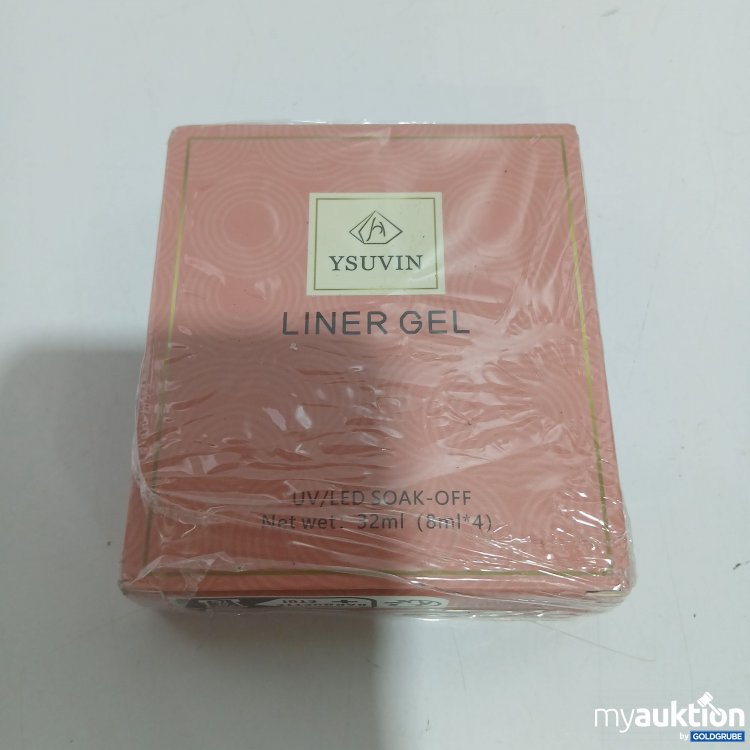 YSUVIN
LINER GEL
UV/LED SOAK-OFF
Net wet: 32ml (8ml*4)
myauktion
by GOLDGRUBE